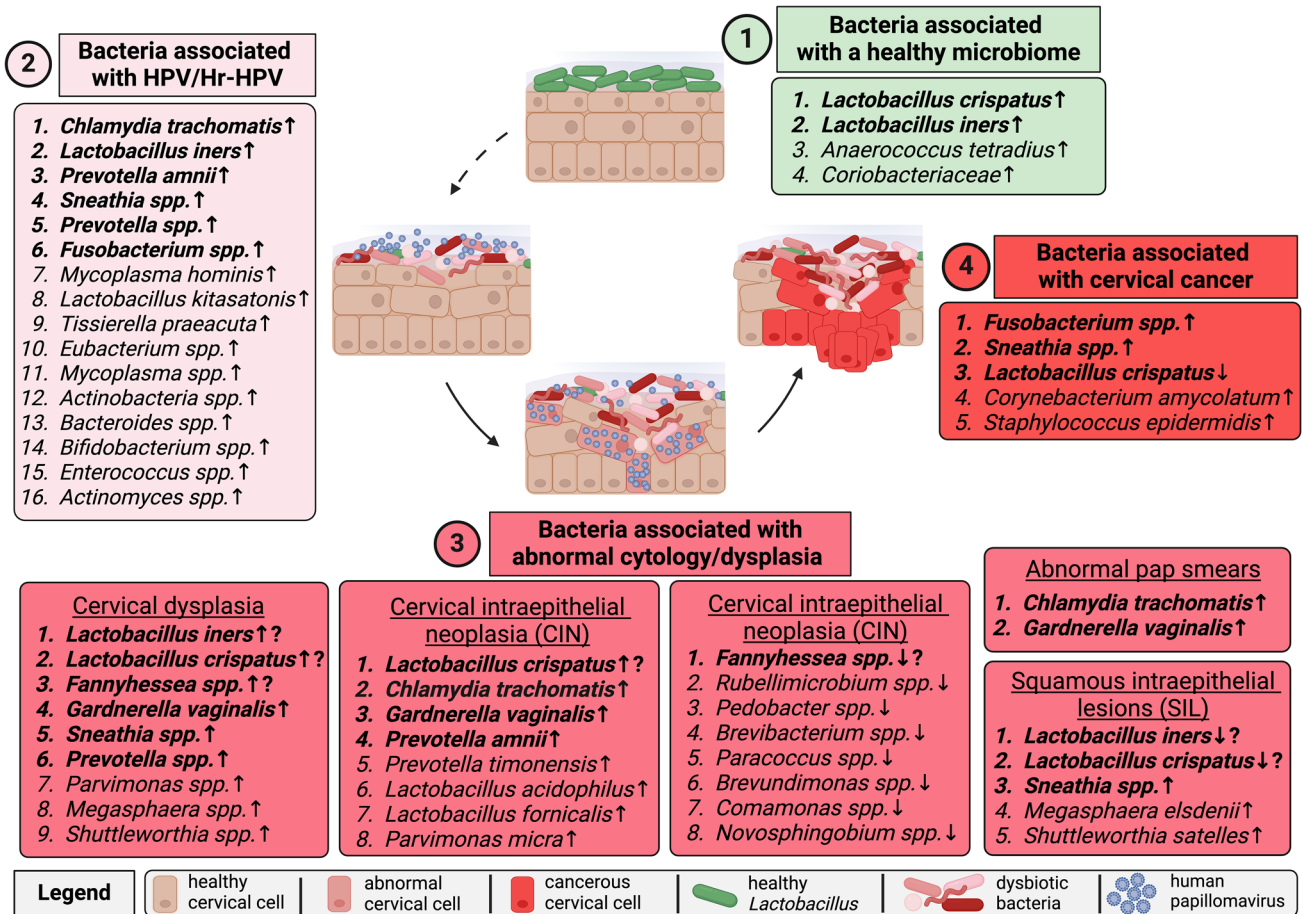 2
Bacteria associated
with HPV/Hr-HPV
1. Chlamydia trachomatis↑
2. Lactobacillus iners↑
3. Prevotella amnii↑
4. Sneathia spp.↑
5. Prevotella spp.↑
6. Fusobacterium spp.↑
7. Mycoplasma hominis↑
8. Lactobacillus kitasatonis↑
9. Tissierella praeacuta↑
10. Eubacterium spp.↑
11. Mycoplasma spp.↑
12. Actinobacteria spp.↑
13. Bacteroides spp.↑
14. Bifidobacterium spp.↑
15. Enterococcus spp.↑
16. Actinomyces spp.↑
1
Bacteria associated
with a healthy microbiome
1. Lactobacillus crispatus↑
2. Lactobacillus iners↑
3. Anaerococcus tetradius↑
4. Coriobacteriaceae↑
4
Bacteria associated
with cervical cancer
1. Fusobacterium spp.↑
2. Sneathia spp.↑
3. Lactobacillus crispatus↓
4. Corynebacterium amycolatum↑
5. Staphylococcus epidermidis↑
3
Bacteria associated with
abnormal cytology/dysplasia
Cervical dysplasia
1. Lactobacillus iners↑?
2. Lactobacillus crispatus↑?
3. Fannyhessea spp.↑?
4. Gardnerella vaginalis↑
5. Sneathia spp.↑
6. Prevotella spp.↑
7. Parvimonas spp.↑
8. Megasphaera spp.↑
9. Shuttleworthia spp.↑
Cervical intraepithelial
neoplasia (CIN)
1. Lactobacillus crispatus↑?
2. Chlamydia trachomatis↑
3. Gardnerella vaginalis↑
4. Prevotella amnii↑
5. Prevotella timonensis↑
6. Lactobacillus acidophilus↑
7. Lactobacillus fornicalis↑
8. Parvimonas micra↑
Cervical intraepithelial
neoplasia (CIN)
1. Fannyhessea spp.↓?
2. Rubellimicrobium spp.↓
3. Pedobacter spp.↓
4. Brevibacterium spp.↓
5. Paracoccus spp.↓
6. Brevundimonas spp.↓
7. Comamonas spp.↓
8. Novosphingobium spp.↓
Abnormal pap smears
1. Chlamydia trachomatis↑
2. Gardnerella vaginalis↑
Squamous intraepithelial
lesions (SIL)
1. Lactobacillus iners↓?
2. Lactobacillus crispatus↓?
3. Sneathia spp.↑
4. Megasphaera elsdenii↑
5. Shuttleworthia satelles↑
Legend
healthy
cervical cell
abnormal
cervical cell
cancerous
cervical cell
healthy
Lactobacillus
dysbiotic
bacteria
human
papillomavirus